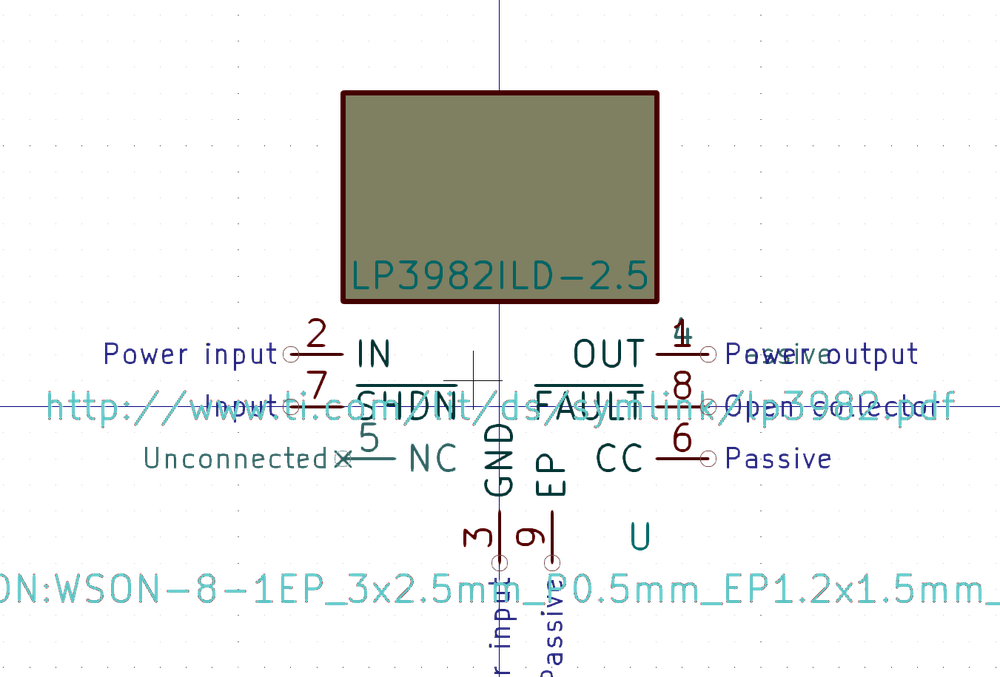 LP3982ILD-2.5
Power input 2 IN
OUT 1 Power output
4 Passive
Input 7 SHDN
FAULT 8 Open collector
http://www.ti.com/lit/ds/symlink/lp3982.pdf
Unconnected 5 NC
CC 6 Passive
GND 3
EP 9 Passive
U
ON:WSON-8-1EP_3x2.5mm_P0.5mm_EP1.2x1.5mm_
r input